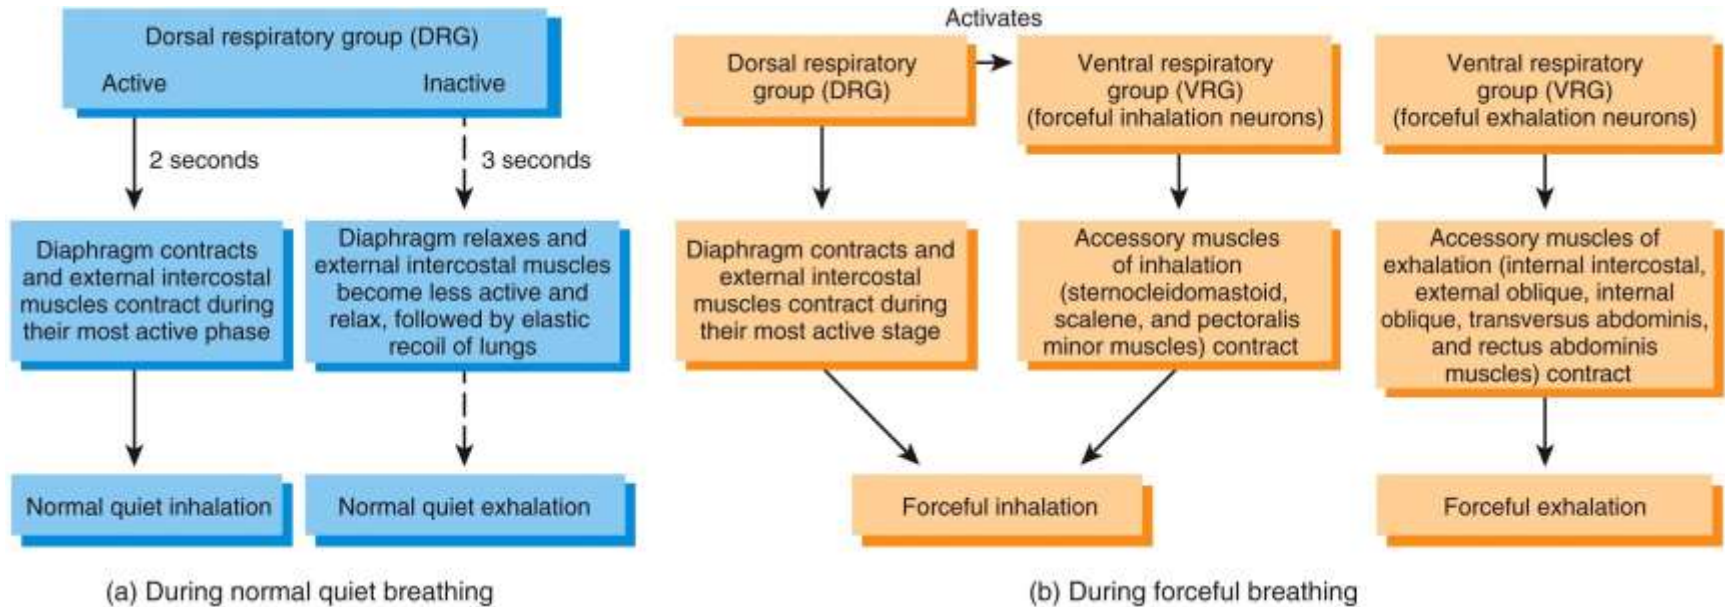 Dorsal respiratory group (DRG)
Active
Inactive
2 seconds
3 seconds
Diaphragm contracts
and external intercostal
muscles contract during
their most active phase
Diaphragm relaxes and
external intercostal muscles
become less active and
relax, followed by elastic
recoil of lungs
Normal quiet inhalation
Normal quiet exhalation
(a) During normal quiet breathing
Activates
Dorsal respiratory
group (DRG)
Ventral respiratory
group (VRG)
(forceful inhalation neurons)
Ventral respiratory
group (VRG)
(forceful exhalation neurons)
Diaphragm contracts and
external intercostal
muscles contract during
their most active stage
Accessory muscles
of inhalation
(sternocleidomastoid,
scalene, and pectoralis
minor muscles) contract
Accessory muscles of
exhalation (internal intercostal,
external oblique, internal
oblique, transversus abdominis,
and rectus abdominis
muscles) contract
Forceful inhalation
Forceful exhalation
(b) During forceful breathing